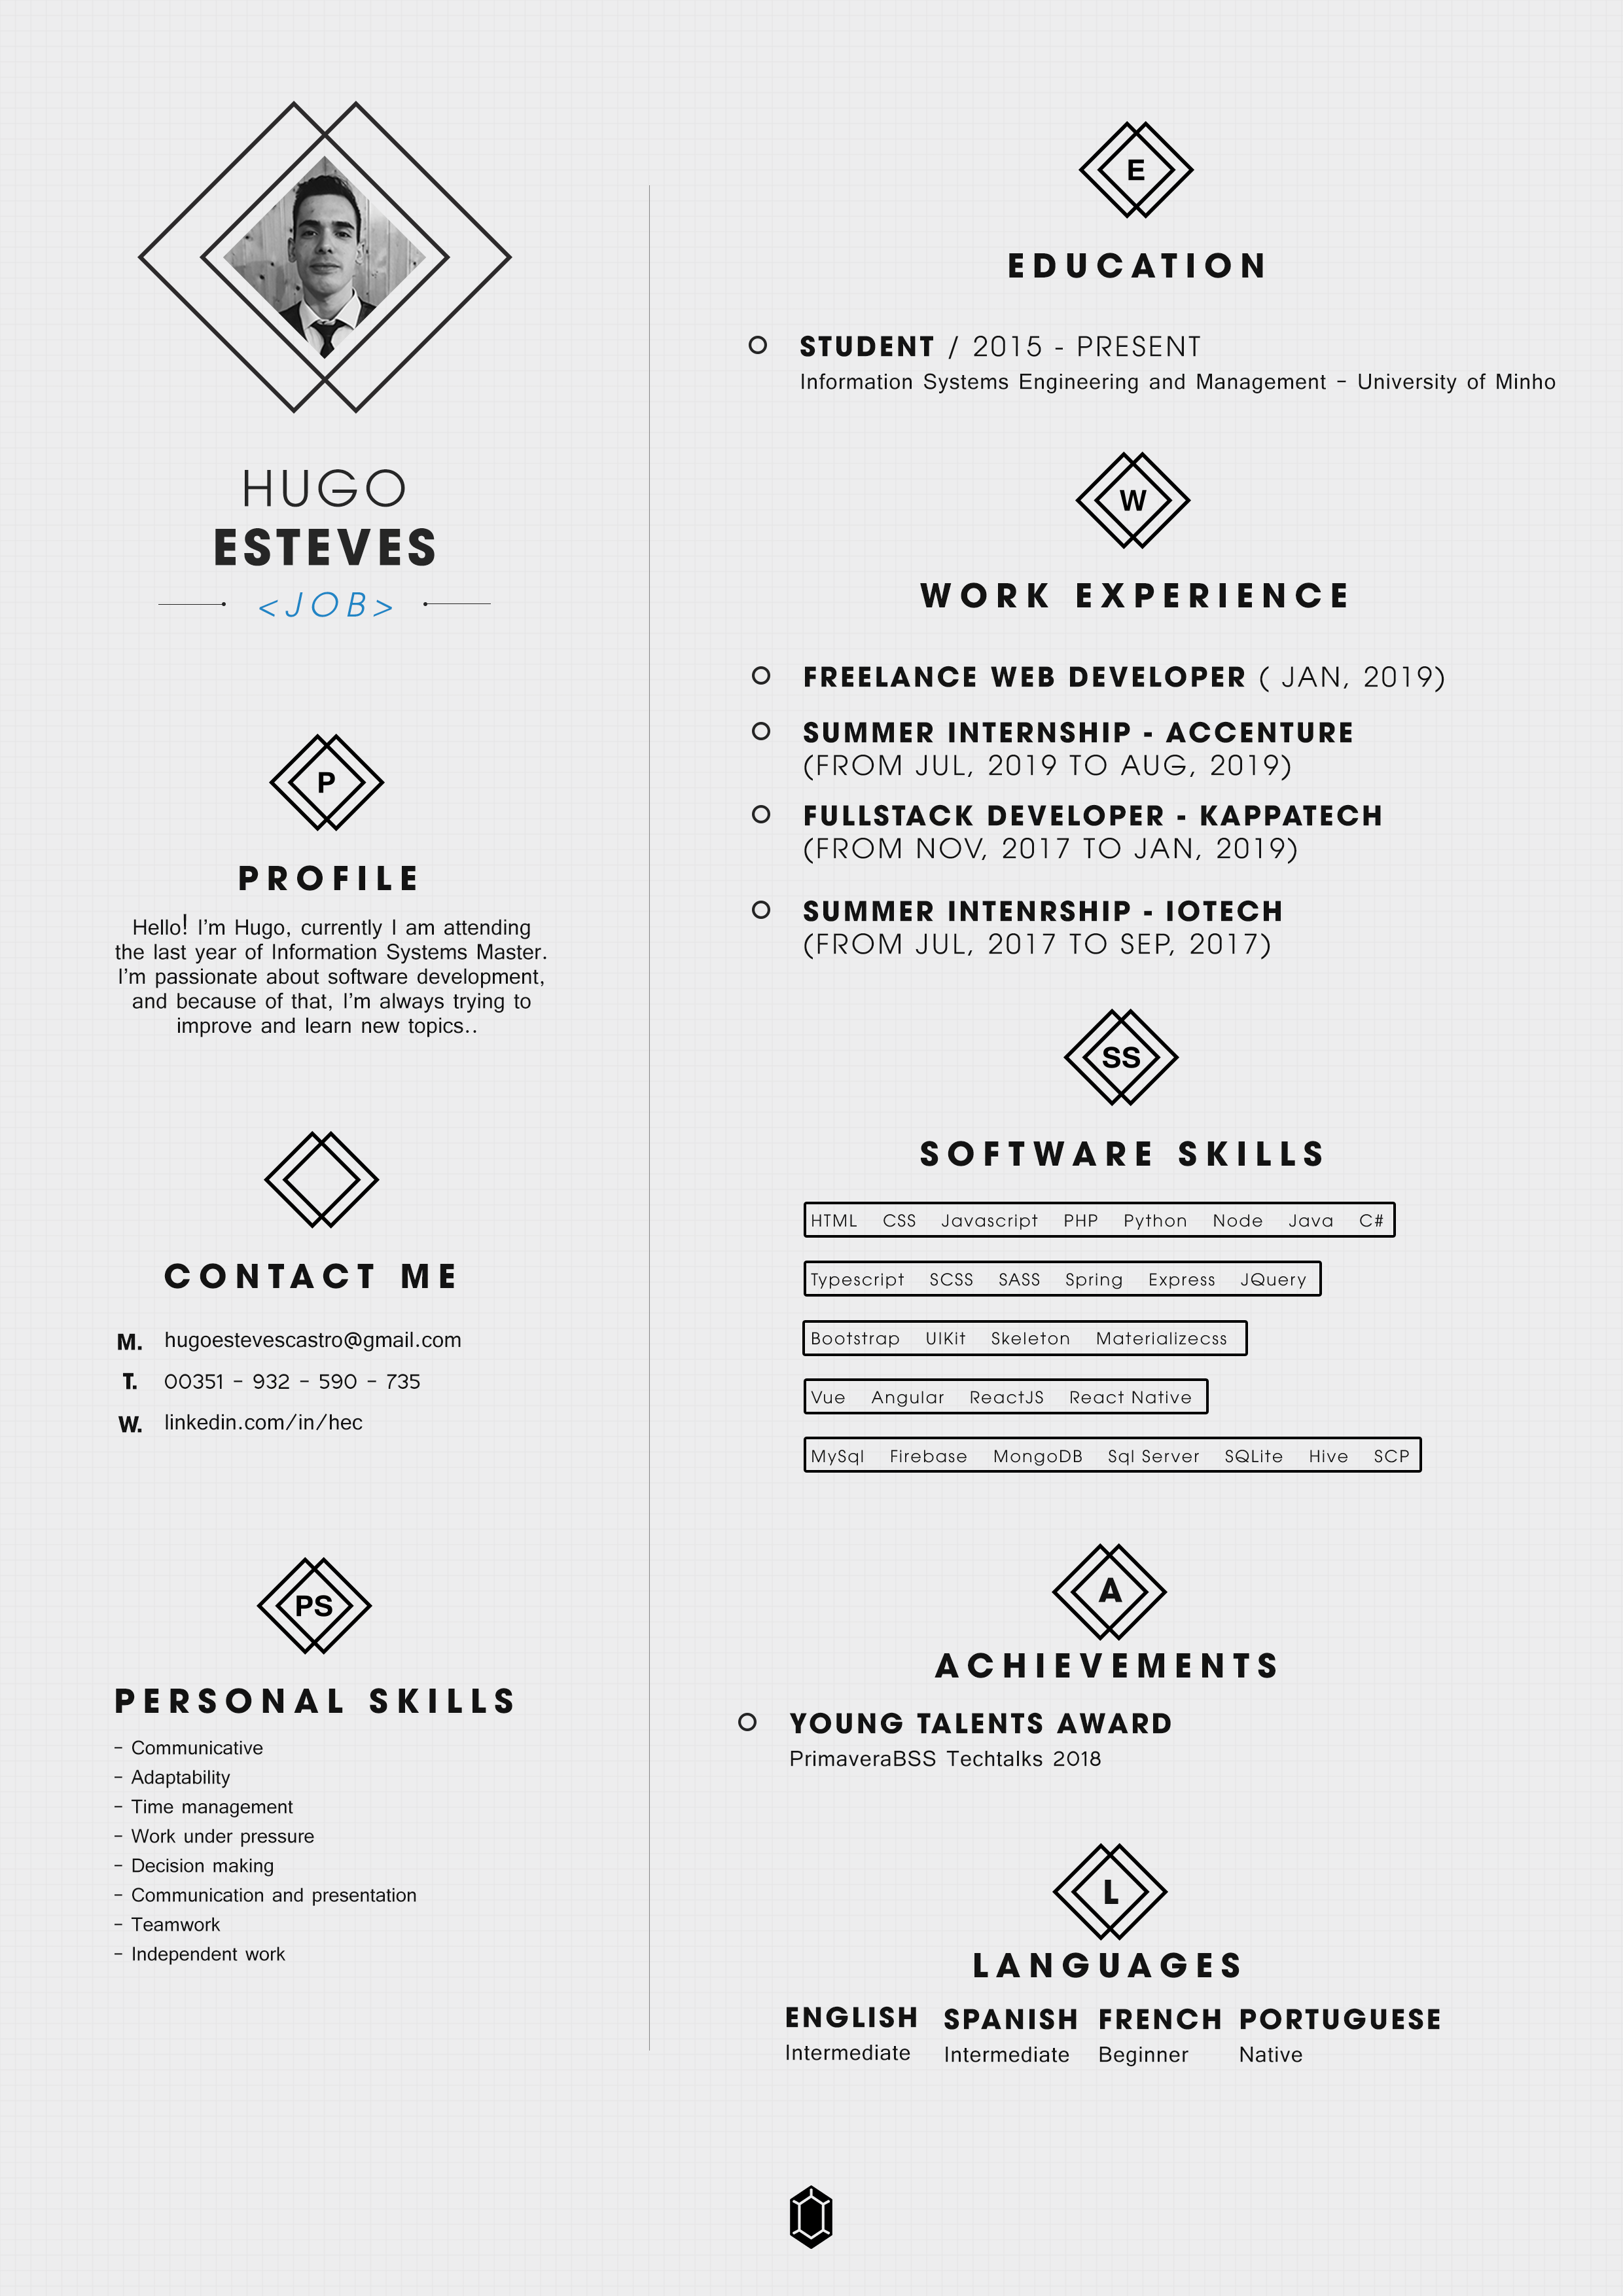 HUGO
ESTEVES
<JOB>
P
PROFILE
Hello! I'm Hugo, currently I am attending
the last year of Information Systems Master.
I'm passionate about software development,
and because of that, I'm always trying to
improve and learn new topics..
CONTACT ME
M. hugoestevescastro@gmail.com
T. 00351 - 932 - 590 - 735
W. linkedin.com/in/hec
PS
PERSONAL SKILLS
- Communicative
- Adaptability
- Time management
- Work under pressure
- Decision making
- Communication and presentation
- Teamwork
- Independent work
E
EDUCATION
STUDENT / 2015 - PRESENT
Information Systems Engineering and Management - University of Minho
W
WORK EXPERIENCE
FREELANCE WEB DEVELOPER ( JAN, 2019)
SUMMER INTERNSHIP - ACCENTURE
(FROM JUL, 2019 TO AUG, 2019)
FULLSTACK DEVELOPER - KAPPATECH
(FROM NOV, 2017 TO JAN, 2019)
SUMMER INTENRSHIP - IOTECH
(FROM JUL, 2017 TO SEP, 2017)
SS
SOFTWARE SKILLS
HTML CSS Javascript PHP Python Node Java C#
Typescript SCSS SASS Spring Express JQuery
Bootstrap UIKit Skeleton Materializecss
Vue Angular ReactJS React Native
MySql Firebase MongoDB Sql Server SQLite Hive SCP
A
ACHIEVEMENTS
YOUNG TALENTS AWARD
PrimaveraBSS Techtalks 2018
L
LANGUAGES
ENGLISH SPANISH FRENCH PORTUGUESE
Intermediate Intermediate Beginner Native